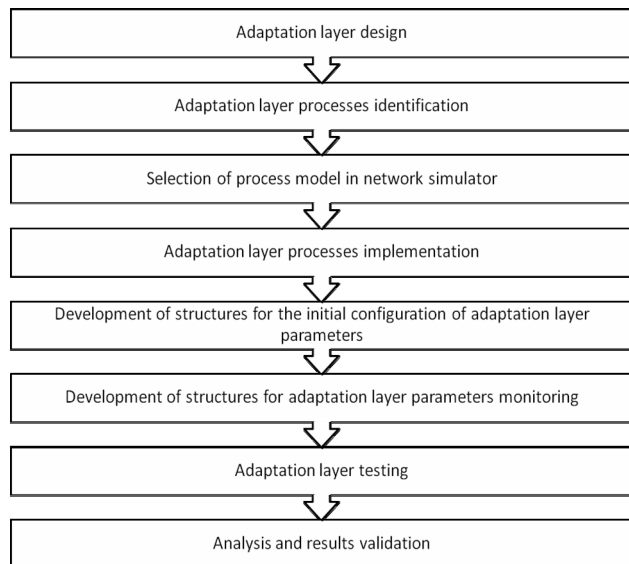 Adaptation layer design
Adaptation layer processes identification
Selection of process model in network simulator
Adaptation layer processes implementation
Development of structures for the initial configuration of adaptation layer
parameters
Development of structures for adaptation layer parameters monitoring
Adaptation layer testing
Analysis and results validation